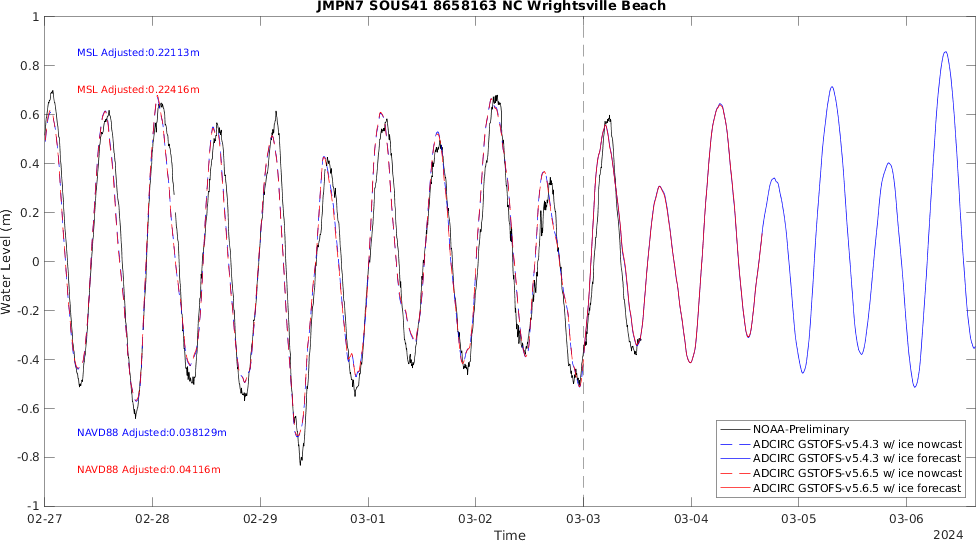 JMPN7 SOUS41 8658163 NC Wrightsville Beach
1
0.8
0.6
0.4
0.2
0
-0.2
-0.4
-0.6
-0.8
-1
Water Level (m)
MSL Adjusted:0.22113m
MSL Adjusted:0.22416m
NAVD88 Adjusted:0.038129m
NAVD88 Adjusted:0.04116m
NOAA-Preliminary
ADCIRC GSTOFS-v5.4.3 w/ ice nowcast
ADCIRC GSTOFS-v5.4.3 w/ ice forecast
ADCIRC GSTOFS-v5.6.5 w/ ice nowcast
ADCIRC GSTOFS-v5.6.5 w/ ice forecast
02-27 02-28 02-29 03-01 03-02 03-03 03-04 03-05 03-06
Time
2024